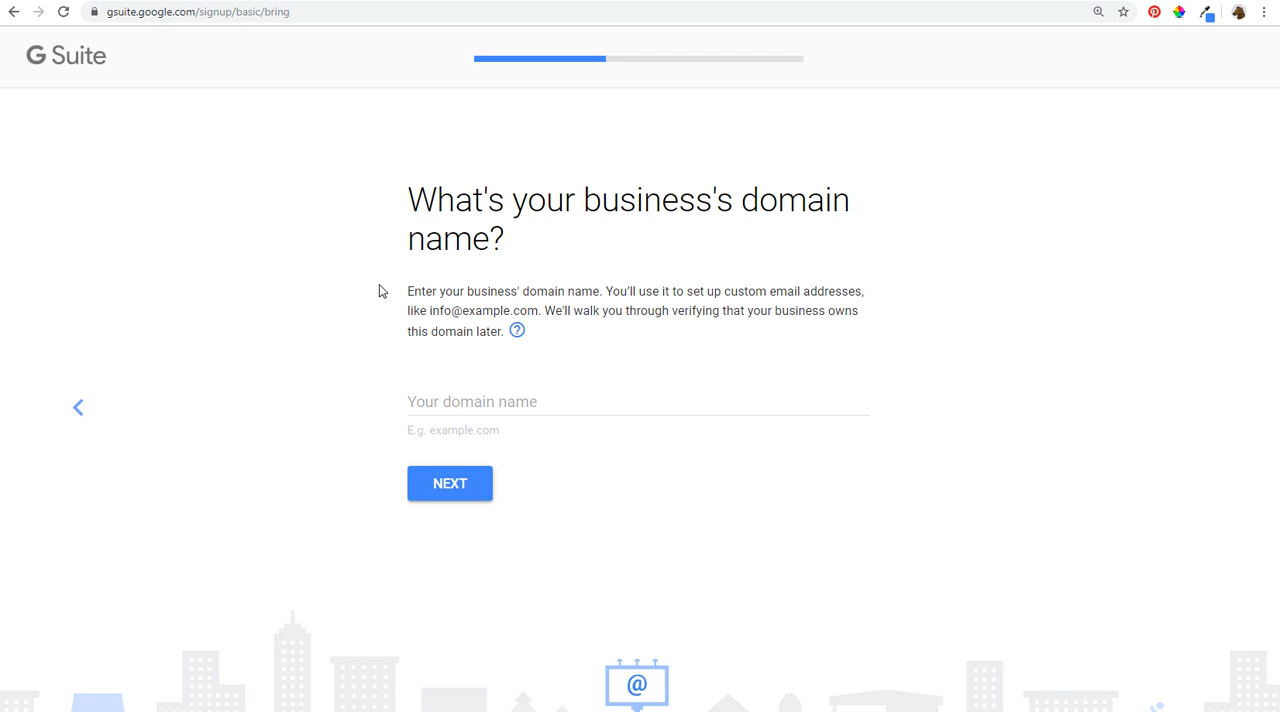 gsuite.google.com/signup/basic/bring
G Suite
What's your business's domain
name?
Enter your business' domain name. You'll use it to set up custom email addresses,
like info@example.com. We'll walk you through verifying that your business owns
this domain later. ?
Your domain name
E.g. example.com
NEXT
@